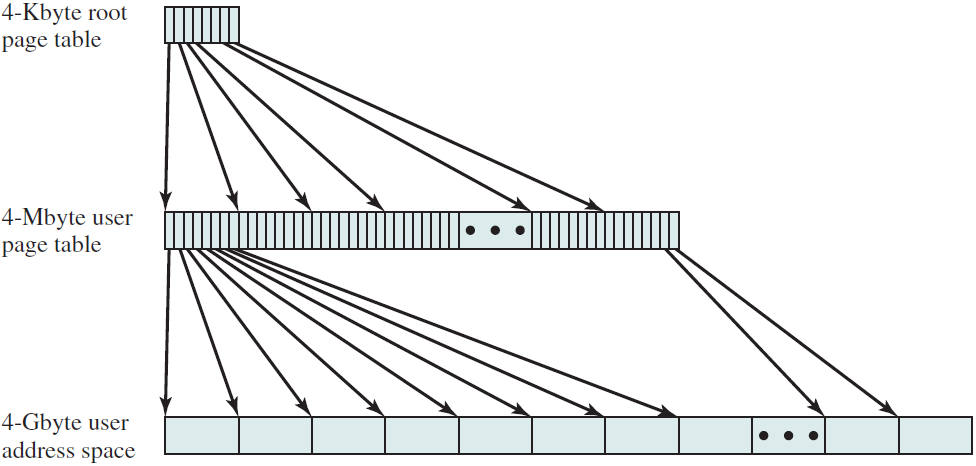 4-Kbyte root
page table
4-Mbyte user
page table
4-Gbyte user
address space